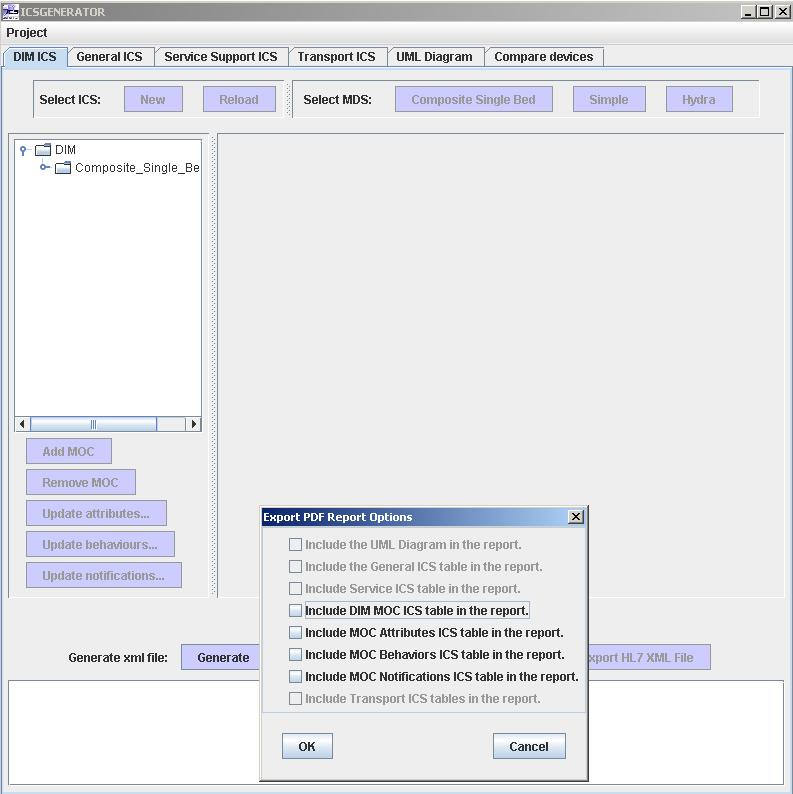 ICSGENERATOR
Project
DIM ICS General ICS Service Support ICS Transport ICS UML Diagram Compare devices
Select ICS: New Reload Select MDS: Composite Single Bed Simple Hydra
DIM
Composite_Single_Be
Add MOC
Remove MOC
Update attributes...
Update behaviours...
Update notifications...
Export PDF Report Options
Include the UML Diagram in the report.
Include the General ICS table in the report.
Include Service ICS table in the report.
Include DIM MOC ICS table in the report.
Include MOC Attributes ICS table in the report.
Include MOC Behaviors ICS table in the report.
Include MOC Notifications ICS table in the report.
Include Transport ICS tables in the report.
OK Cancel
Generate xml file: Generate xport HL7 XML File